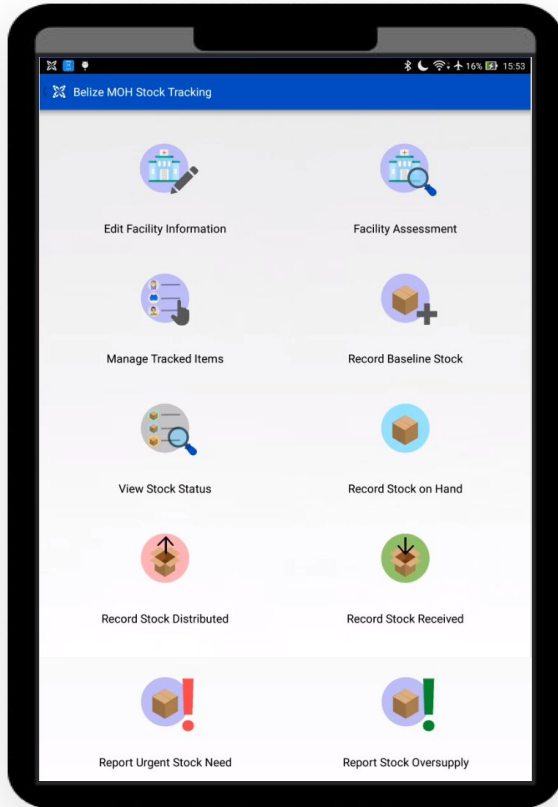 16% 15:53
Belize MOH Stock Tracking
Edit Facility Information
Facility Assessment
Manage Tracked Items
Record Baseline Stock
View Stock Status
Record Stock on Hand
Record Stock Distributed
Record Stock Received
Report Urgent Stock Need
Report Stock Oversupply